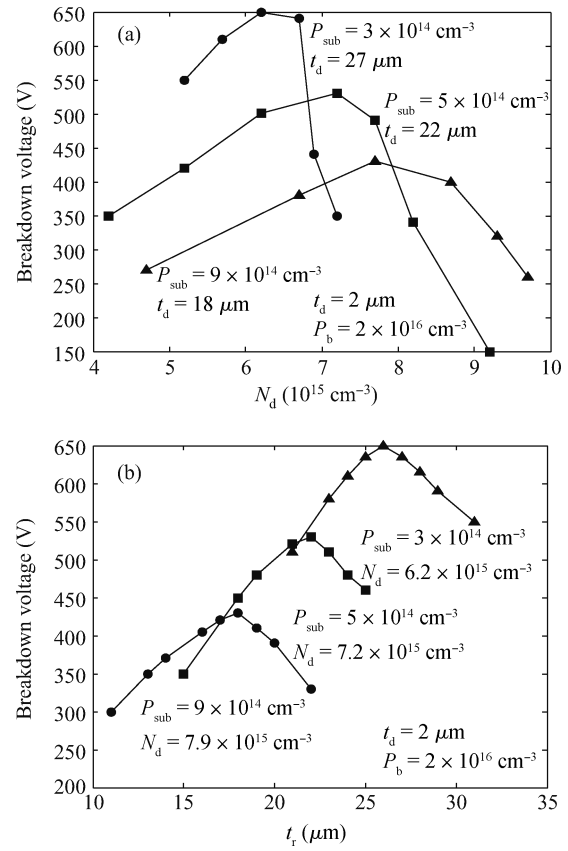 (a)
650
600
550
500
450
400
350
300
250
200
150
Breakdown voltage (V)
P_sub = 3 × 10^14 cm^−3
t_d = 27 μm
P_sub = 5 × 10^14 cm^−3
t_d = 22 μm
P_sub = 9 × 10^14 cm^−3
t_d = 18 μm
t_d = 2 μm
P_b = 2 × 10^16 cm^−3
4 5 6 7 8 9 10
N_d (10^15 cm^−3)
(b)
650
600
550
500
450
400
350
300
250
200
Breakdown voltage (V)
P_sub = 3 × 10^14 cm^−3
N_d = 6.2 × 10^15 cm^−3
P_sub = 5 × 10^14 cm^−3
N_d = 7.2 × 10^15 cm^−3
P_sub = 9 × 10^14 cm^−3
N_d = 7.9 × 10^15 cm^−3
t_d = 2 μm
P_b = 2 × 10^16 cm^−3
10 15 20 25 30 35
t_r (μm)